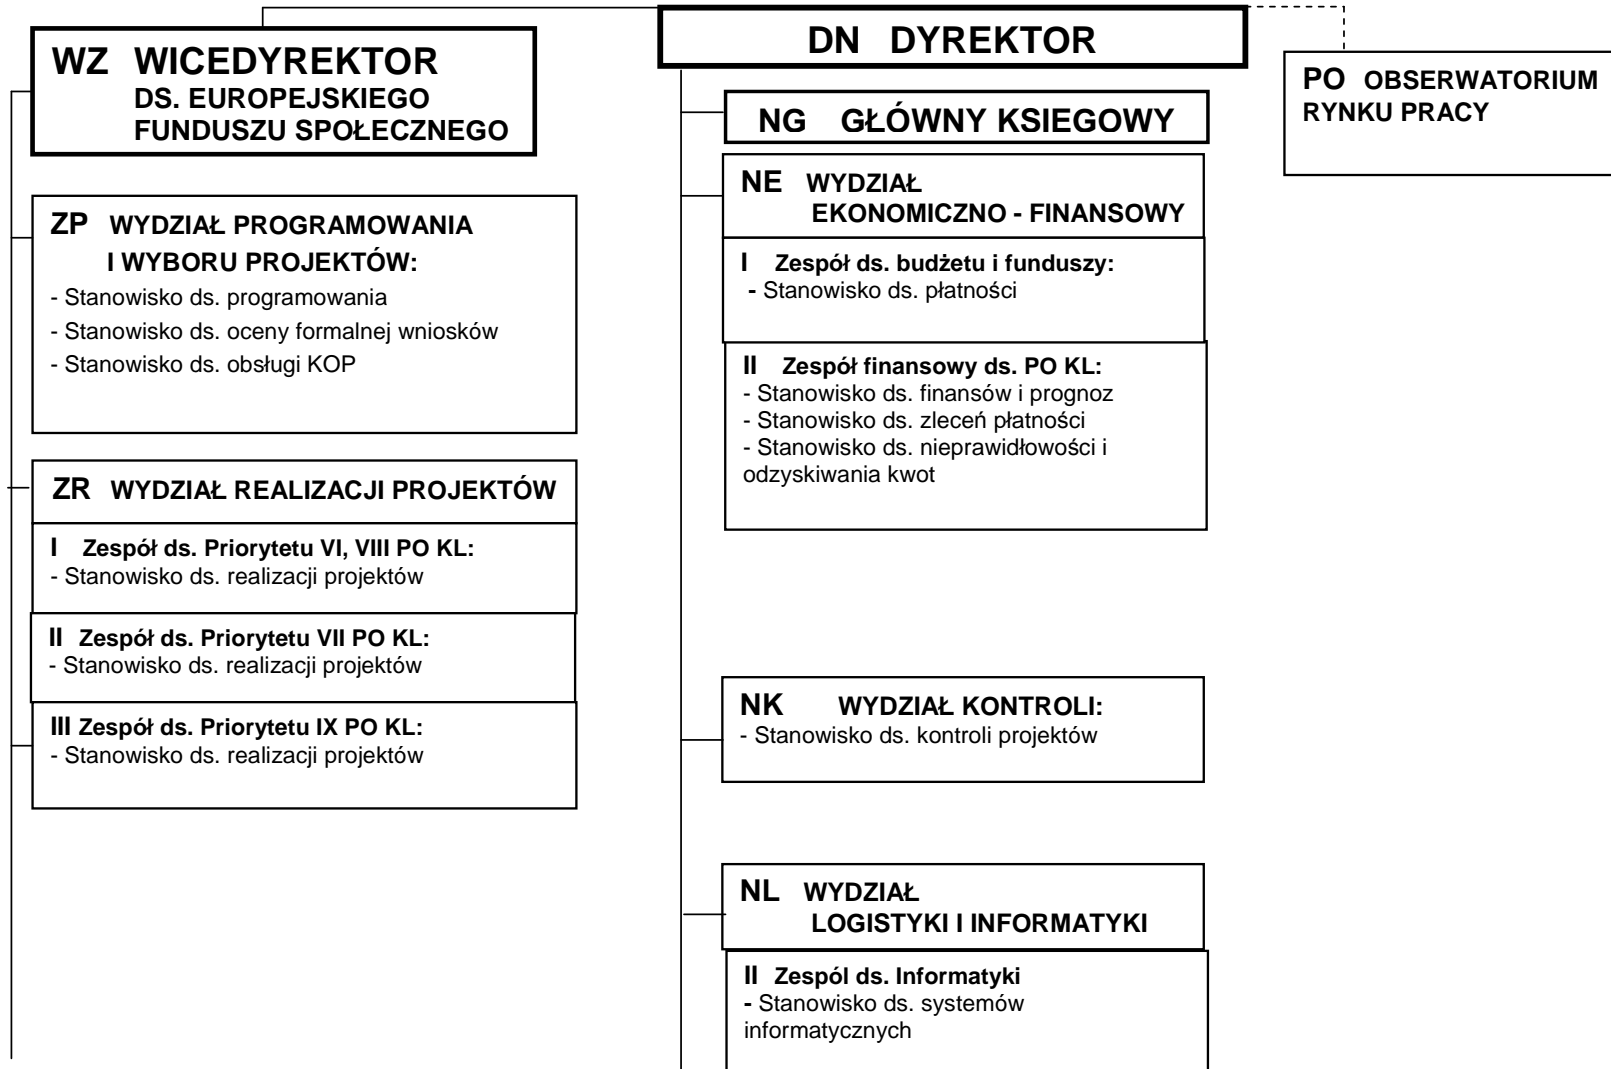 WZ WICEDYREKTOR
DS. EUROPEJSKIEGO
FUNDUSZU SPOŁECZNEGO
ZP WYDZIAŁ PROGRAMOWANIA
I WYBORU PROJEKTÓW:
- Stanowisko ds. programowania
- Stanowisko ds. oceny formalnej wniosków
- Stanowisko ds. obsługi KOP
ZR WYDZIAŁ REALIZACJI PROJEKTÓW
I Zespół ds. Priorytetu VI, VIII PO KL:
- Stanowisko ds. realizacji projektów
II Zespół ds. Priorytetu VII PO KL:
- Stanowisko ds. realizacji projektów
III Zespół ds. Priorytetu IX PO KL:
- Stanowisko ds. realizacji projektów
DN DYREKTOR
NG GŁÓWNY KSIEGOWY
NE WYDZIAŁ
EKONOMICZNO - FINANSOWY
I Zespół ds. budżetu i funduszy:
- Stanowisko ds. płatności
II Zespół finansowy ds. PO KL:
- Stanowisko ds. finansów i prognoz
- Stanowisko ds. zleceń płatności
- Stanowisko ds. nieprawidłowości i
odzyskiwania kwot
NK WYDZIAŁ KONTROLI:
- Stanowisko ds. kontroli projektów
NL WYDZIAŁ
LOGISTYKI I INFORMATYKI
II Zespól ds. Informatyki
- Stanowisko ds. systemów
informatycznych
PO OBSERWATORIUM
RYNKU PRACY